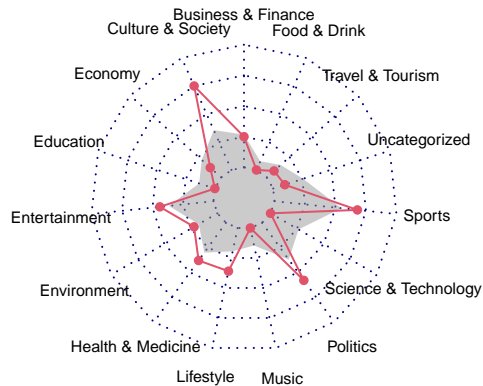 Business & Finance
Culture & Society
Food & Drink
Economy
Travel & Tourism
Education
Uncategorized
Entertainment
Sports
Environment
Science & Technology
Health & Medicine
Politics
Lifestyle
Music